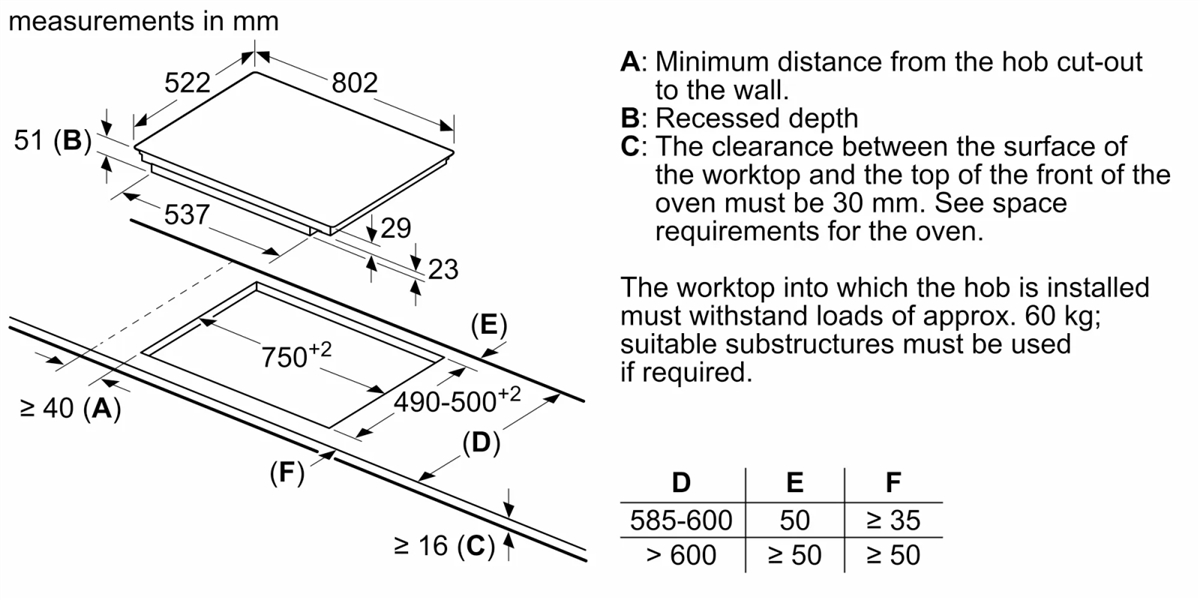 measurements in mm
522
802
51 (B)
537
29
23
(E)
750+2
490-500+2
≥ 40 (A)
(D)
(F)
≥ 16 (C)
A: Minimum distance from the hob cut-out
to the wall.
B: Recessed depth
C: The clearance between the surface of
the worktop and the top of the front of the
oven must be 30 mm. See space
requirements for the oven.
The worktop into which the hob is installed
must withstand loads of approx. 60 kg;
suitable substructures must be used
if required.
D E F
585-600 50 ≥ 35
> 600 ≥ 50 ≥ 50